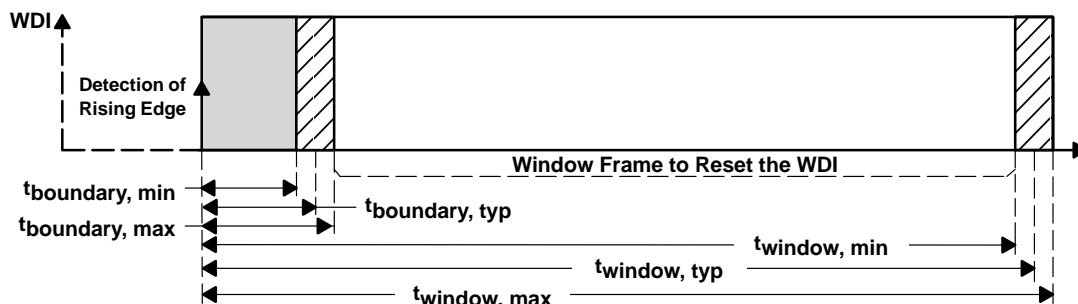 WDI
Detection of
Rising Edge
Window Frame to Reset the WDI
tboundary, min
tboundary, typ
tboundary, max
twindow, min
twindow, typ
twindow, max